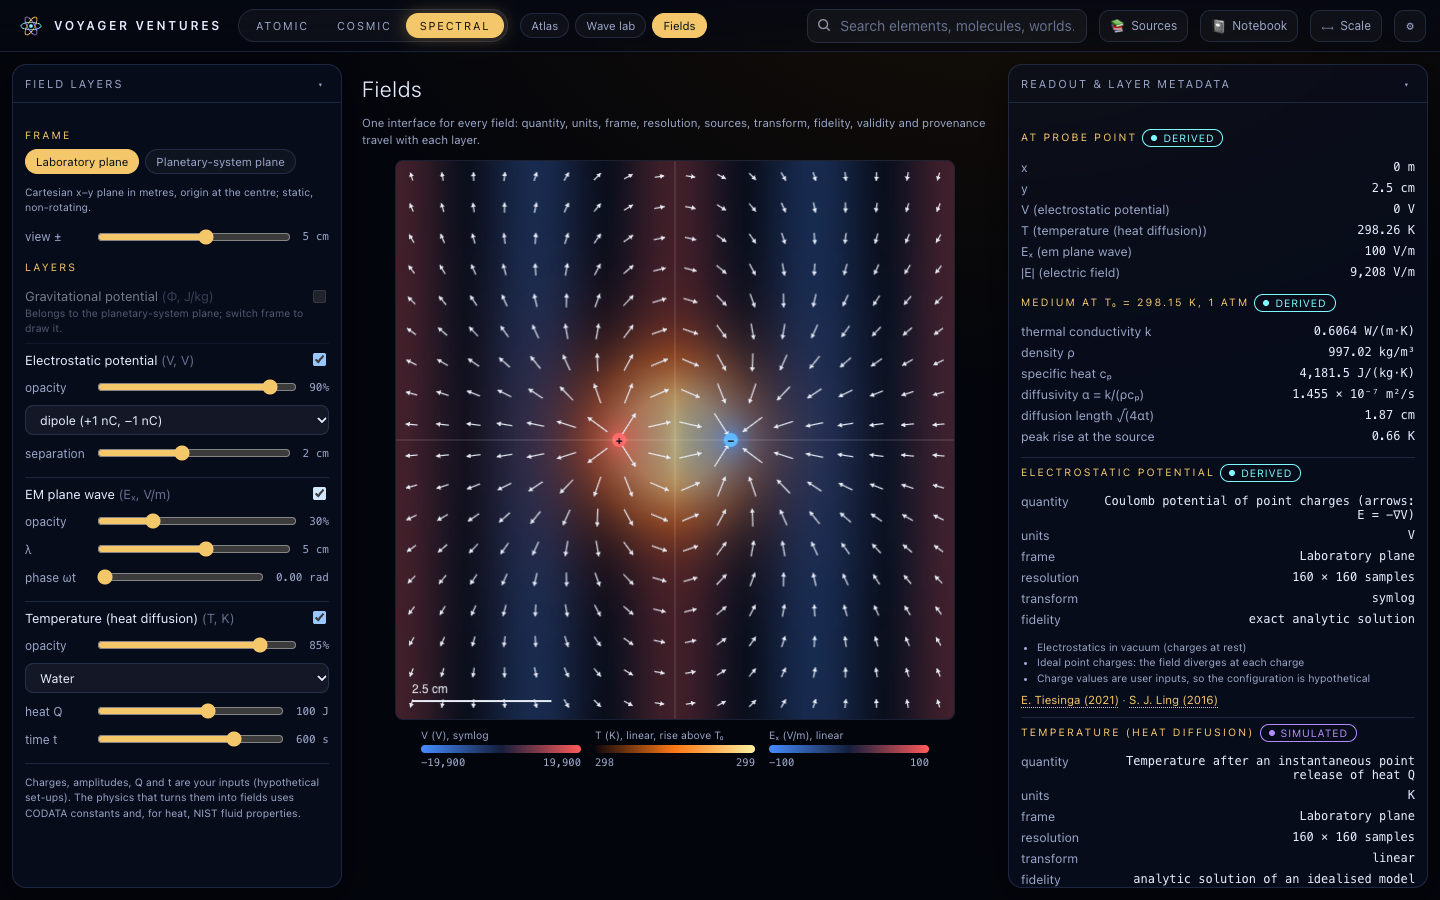 VOYAGER VENTURES
ATOMIC COSMIC SPECTRAL
Atlas Wave lab Fields
Search elements, molecules, worlds.
Sources Notebook Scale
FIELD LAYERS
FRAME
Laboratory plane Planetary-system plane
Cartesian x–y plane in metres, origin at the centre; static,
non-rotating.
view ± 5 cm
LAYERS
Gravitational potential (Φ, J/kg)
Belongs to the planetary-system plane; switch frame to
draw it.
Electrostatic potential (V, V)
opacity 90%
dipole (+1 nC, −1 nC)
separation 2 cm
EM plane wave (Eₓ, V/m)
opacity 30%
λ 5 cm
phase ωt 0.00 rad
Temperature (heat diffusion) (T, K)
opacity 85%
Water
heat Q 100 J
time t 600 s
Charges, amplitudes, Q and t are your inputs (hypothetical
set-ups). The physics that turns them into fields uses
CODATA constants and, for heat, NIST fluid properties.
Fields
One interface for every field: quantity, units, frame, resolution, sources, transform, fidelity, validity and provenance
travel with each layer.
+ −
2.5 cm
V (V), symlog T (K), linear, rise above T₀ Eₓ (V/m), linear
−19,900 19,900 298 299 −100 100
READOUT & LAYER METADATA
AT PROBE POINT DERIVED
x 0 m
y 2.5 cm
V (electrostatic potential) 0 V
T (temperature (heat diffusion)) 298.26 K
Eₓ (em plane wave) 100 V/m
|E| (electric field) 9,208 V/m
MEDIUM AT T₀ = 298.15 K, 1 ATM DERIVED
thermal conductivity k 0.6064 W/(m·K)
density ρ 997.02 kg/m³
specific heat cₚ 4,181.5 J/(kg·K)
diffusivity α = k/(ρcₚ) 1.455 × 10⁻⁷ m²/s
diffusion length √(4αt) 1.87 cm
peak rise at the source 0.66 K
ELECTROSTATIC POTENTIAL DERIVED
quantity Coulomb potential of point charges (arrows:
E = −∇V)
units V
frame Laboratory plane
resolution 160 × 160 samples
transform symlog
fidelity exact analytic solution
• Electrostatics in vacuum (charges at rest)
• Ideal point charges: the field diverges at each charge
• Charge values are user inputs, so the configuration is hypothetical
E. Tiesinga (2021) · S. J. Ling (2016)
TEMPERATURE (HEAT DIFFUSION) SIMULATED
quantity Temperature after an instantaneous point
release of heat Q
units K
frame Laboratory plane
resolution 160 × 160 samples
transform linear
fidelity analytic solution of an idealised model